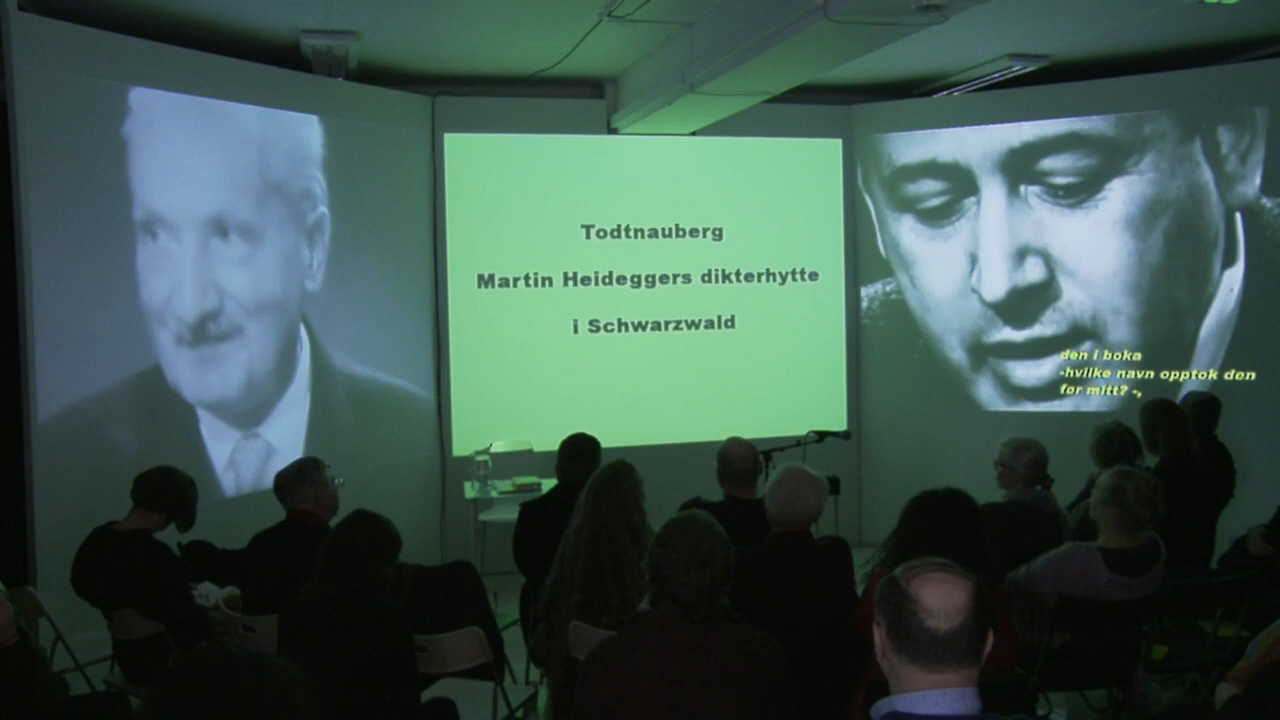 Todtnauberg
Martin Heideggers dikterhytte
i Schwarzwald
den i boka
-hvilke navn opptok den
før mitt? -,